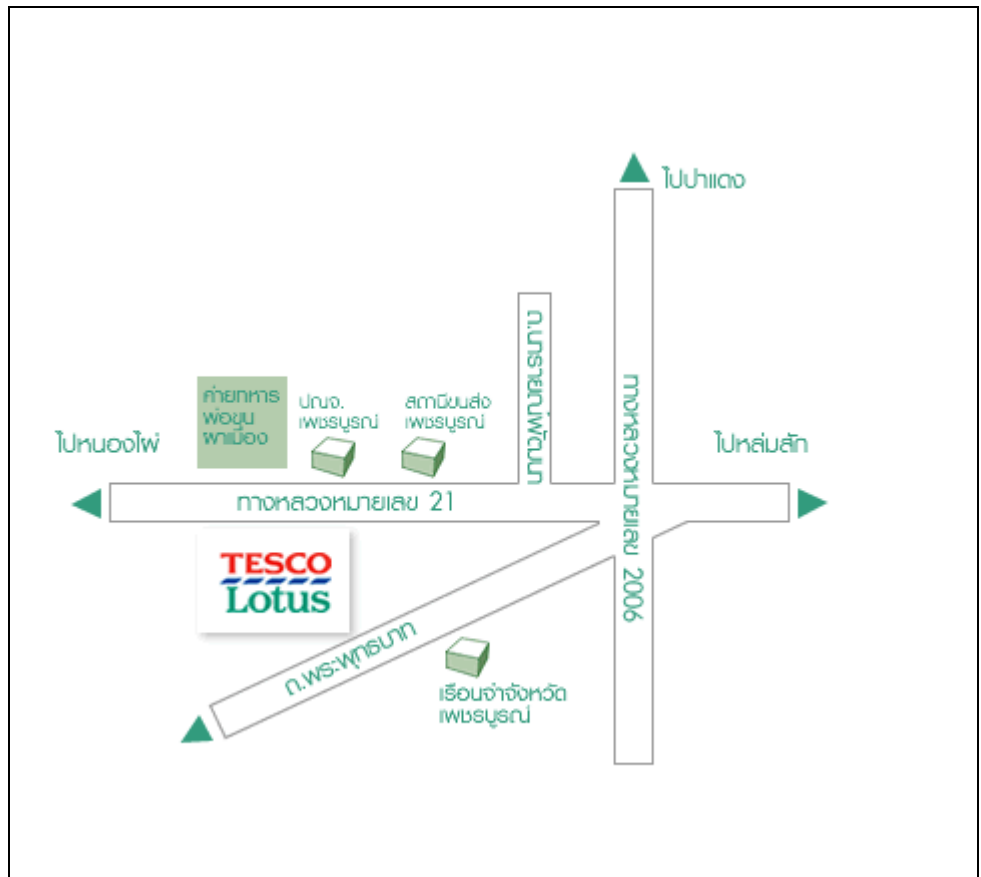 ไปป่าแดง
ถ.นารายณ์พัฒนา
ทางหลวงหมายเลข 2006
ค่ายทหาร
พ่อขุน
ผาเมือง
ปณจ.
เพชรบูรณ์
สถานีขนส่ง
เพชรบูรณ์
ไปหนองไผ่
ไปหล่มสัก
ทางหลวงหมายเลข 21
TESCO
Lotus
ถ.พระพุทธบาท
เรือนจำจังหวัด
เพชรบูรณ์